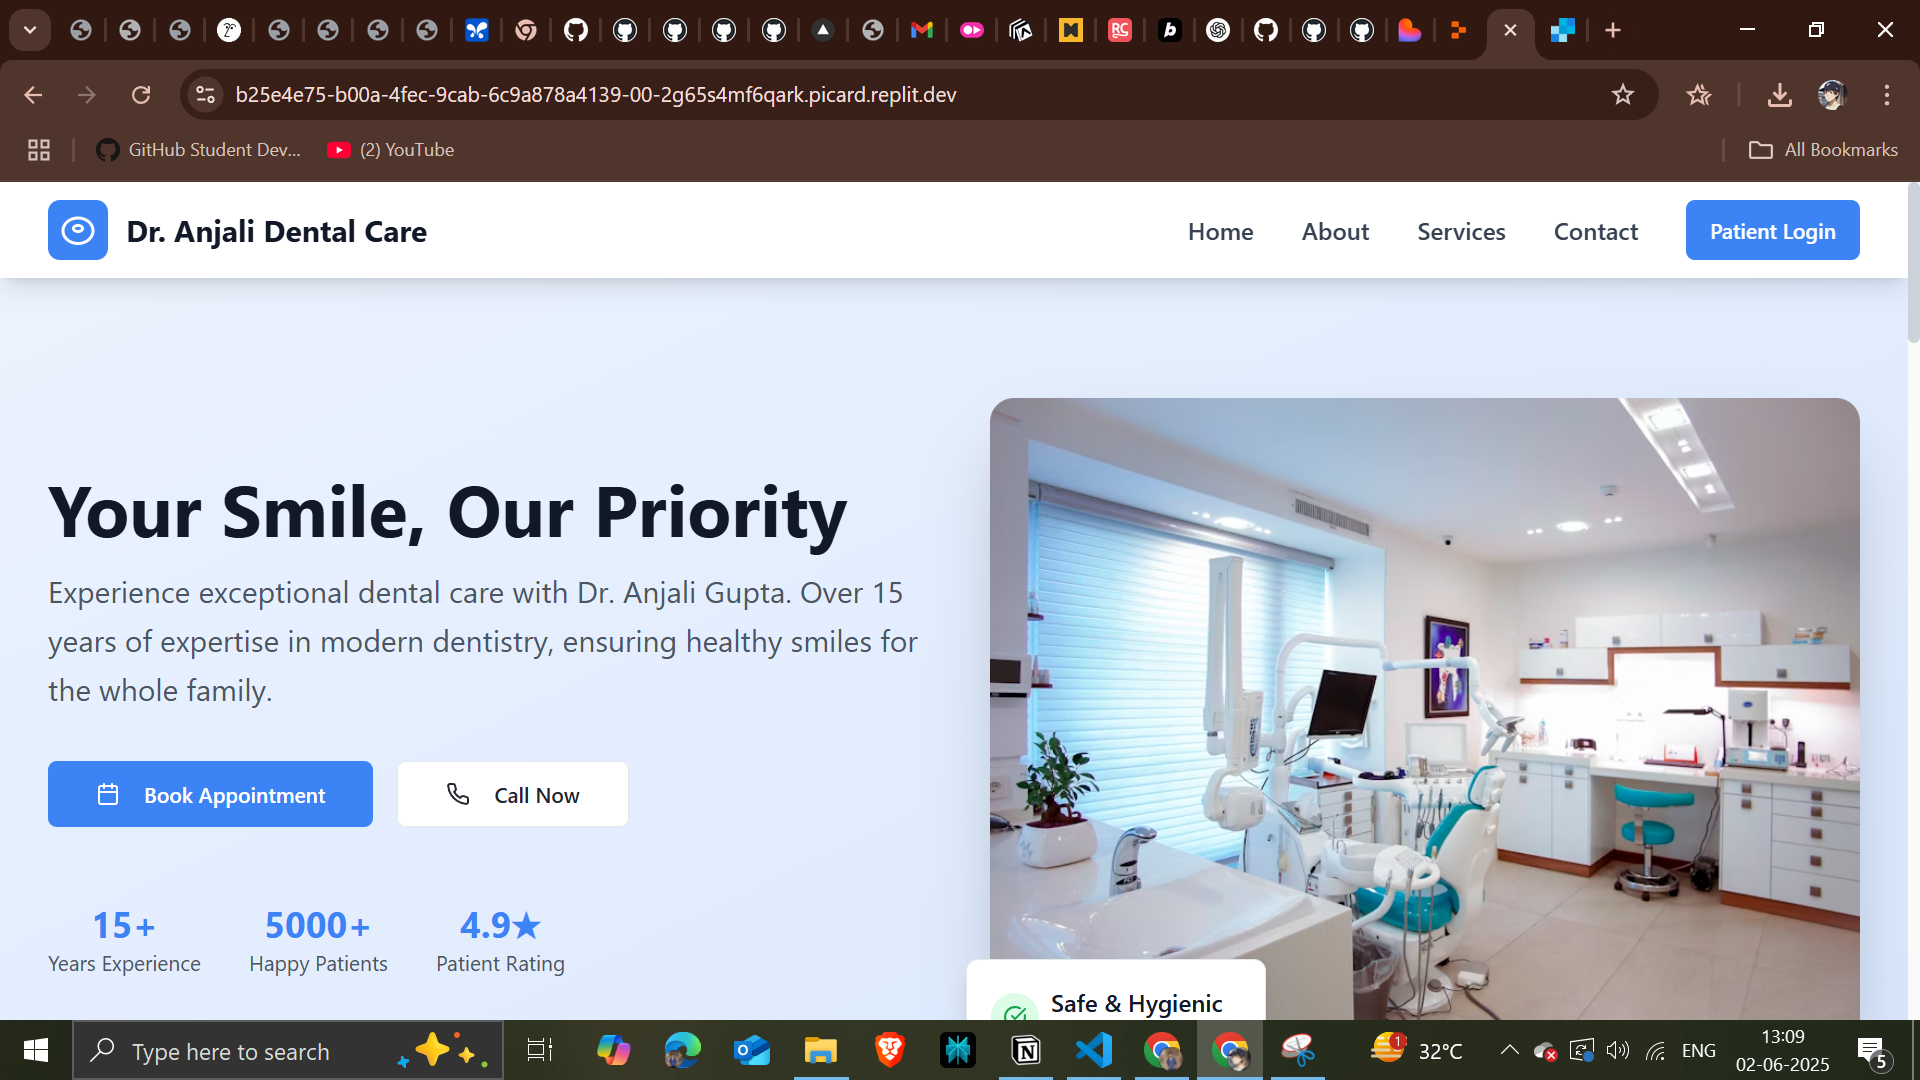 b25e4e75-b00a-4fec-9cab-6c9a878a4139-00-2g65s4mf6qark.picard.replit.dev
GitHub Student Dev...
(2) YouTube
All Bookmarks
Dr. Anjali Dental Care
Home
About
Services
Contact
Patient Login
Your Smile, Our Priority
Experience exceptional dental care with Dr. Anjali Gupta. Over 15
years of expertise in modern dentistry, ensuring healthy smiles for
the whole family.
Book Appointment
Call Now
15+
Years Experience
5000+
Happy Patients
4.9★
Patient Rating
Safe & Hygienic
Type here to search
1
32°C
ENG
13:09
02-06-2025
5